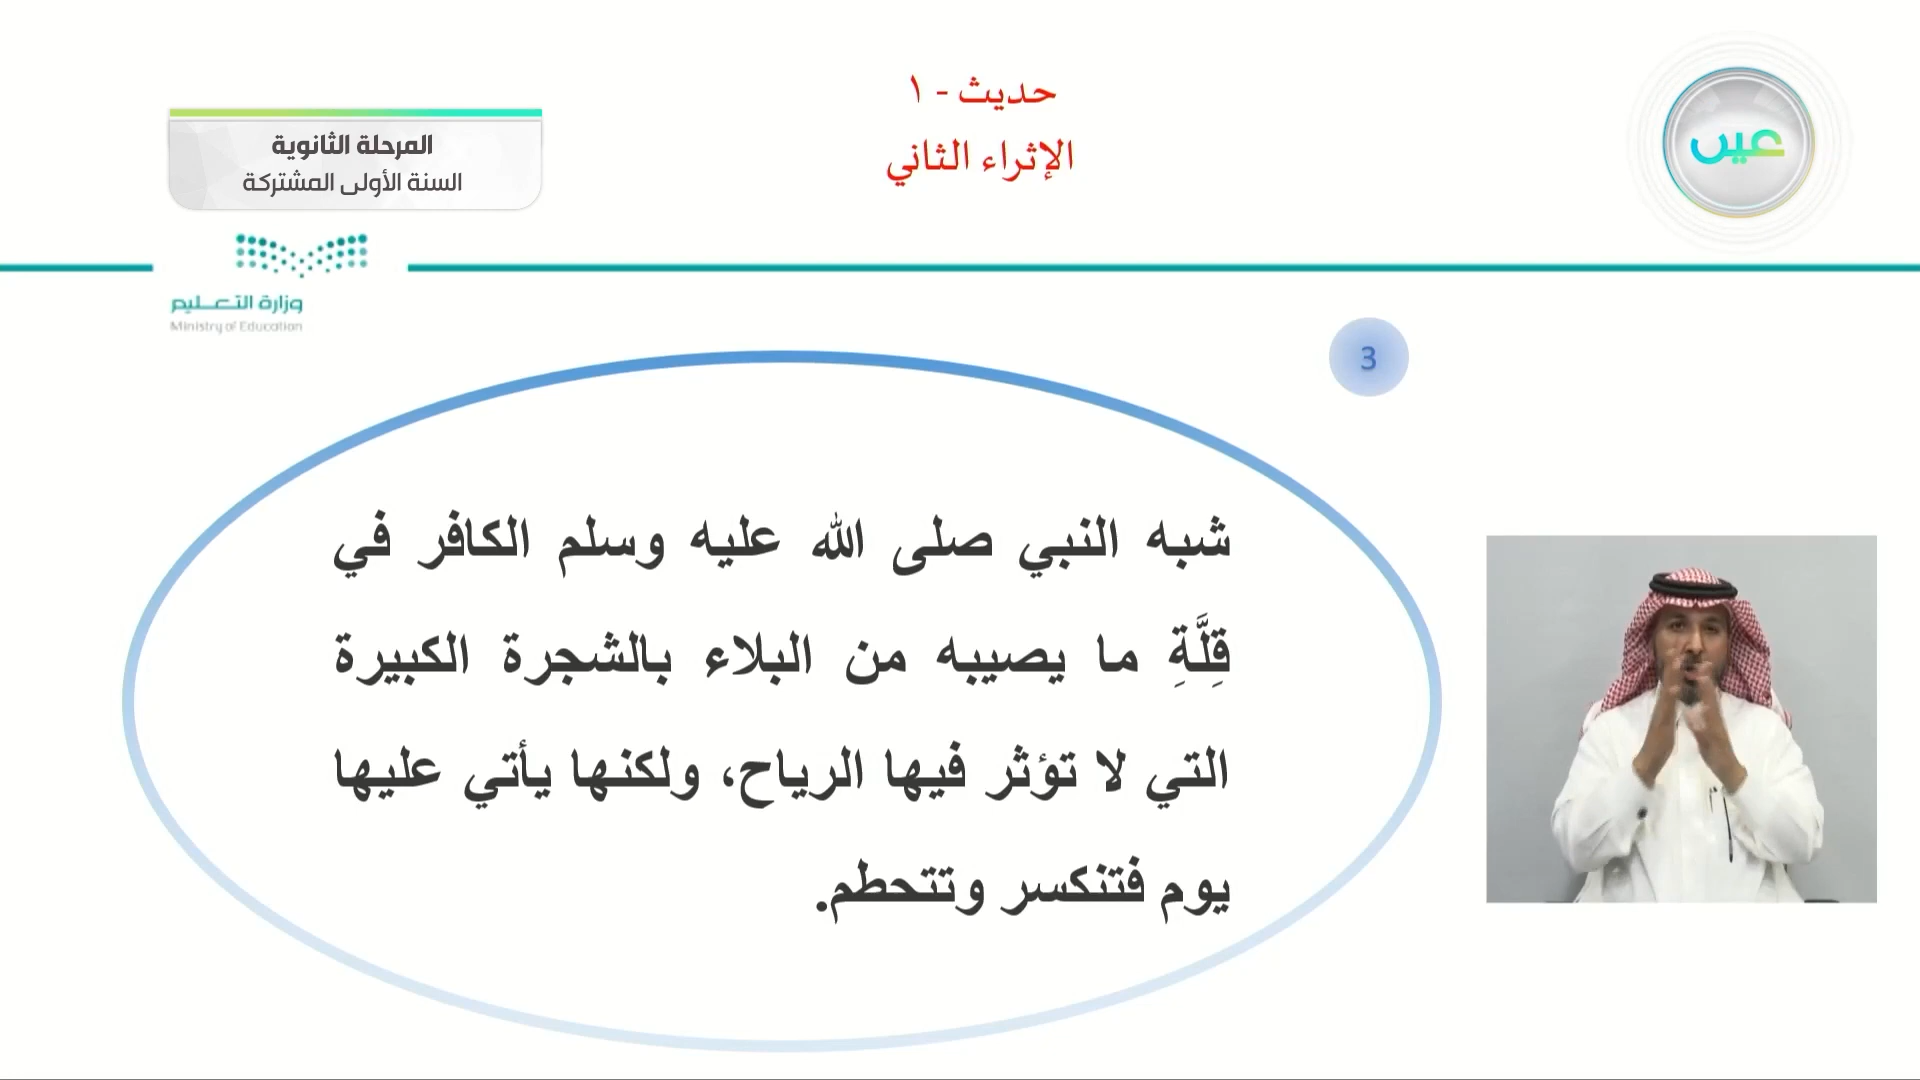 حديث - ١
الإثراء الثاني
عين
المرحلة الثانوية
السنة الأولى المشتركة
وزارة التعـــليم
Ministry of Education
3
شبه النبي صلى الله عليه وسلم الكافر في
قِلَّةِ ما يصيبه من البلاء بالشجرة الكبيرة
التي لا تؤثر فيها الرياح، ولكنها يأتي عليها
يوم فتنكسر وتتحطم.